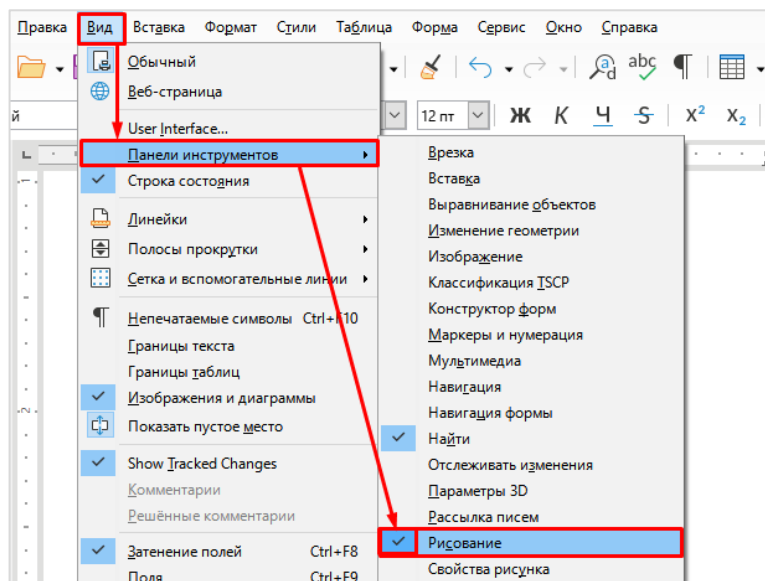 Правка Вид Вставка Формат Стили Таблица Форма Сервис Окно Справка
й 12 пт Ж К Ч S X² X₂
Обычный
Веб-страница
User Interface...
Панели инструментов
Строка состояния
Линейки
Полосы прокрутки
Сетка и вспомогательные линии
Непечатаемые символы Ctrl+F10
Границы текста
Границы таблиц
Изображения и диаграммы
Показать пустое место
Show Tracked Changes
Комментарии
Решённые комментарии
Затенение полей Ctrl+F8
Поля Ctrl+F9
Врезка
Вставка
Выравнивание объектов
Изменение геометрии
Изображение
Классификация TSCP
Конструктор форм
Маркеры и нумерация
Мультимедиа
Навигация
Навигация формы
Найти
Отслеживать изменения
Параметры 3D
Рассылка писем
Рисование
Свойства рисунка